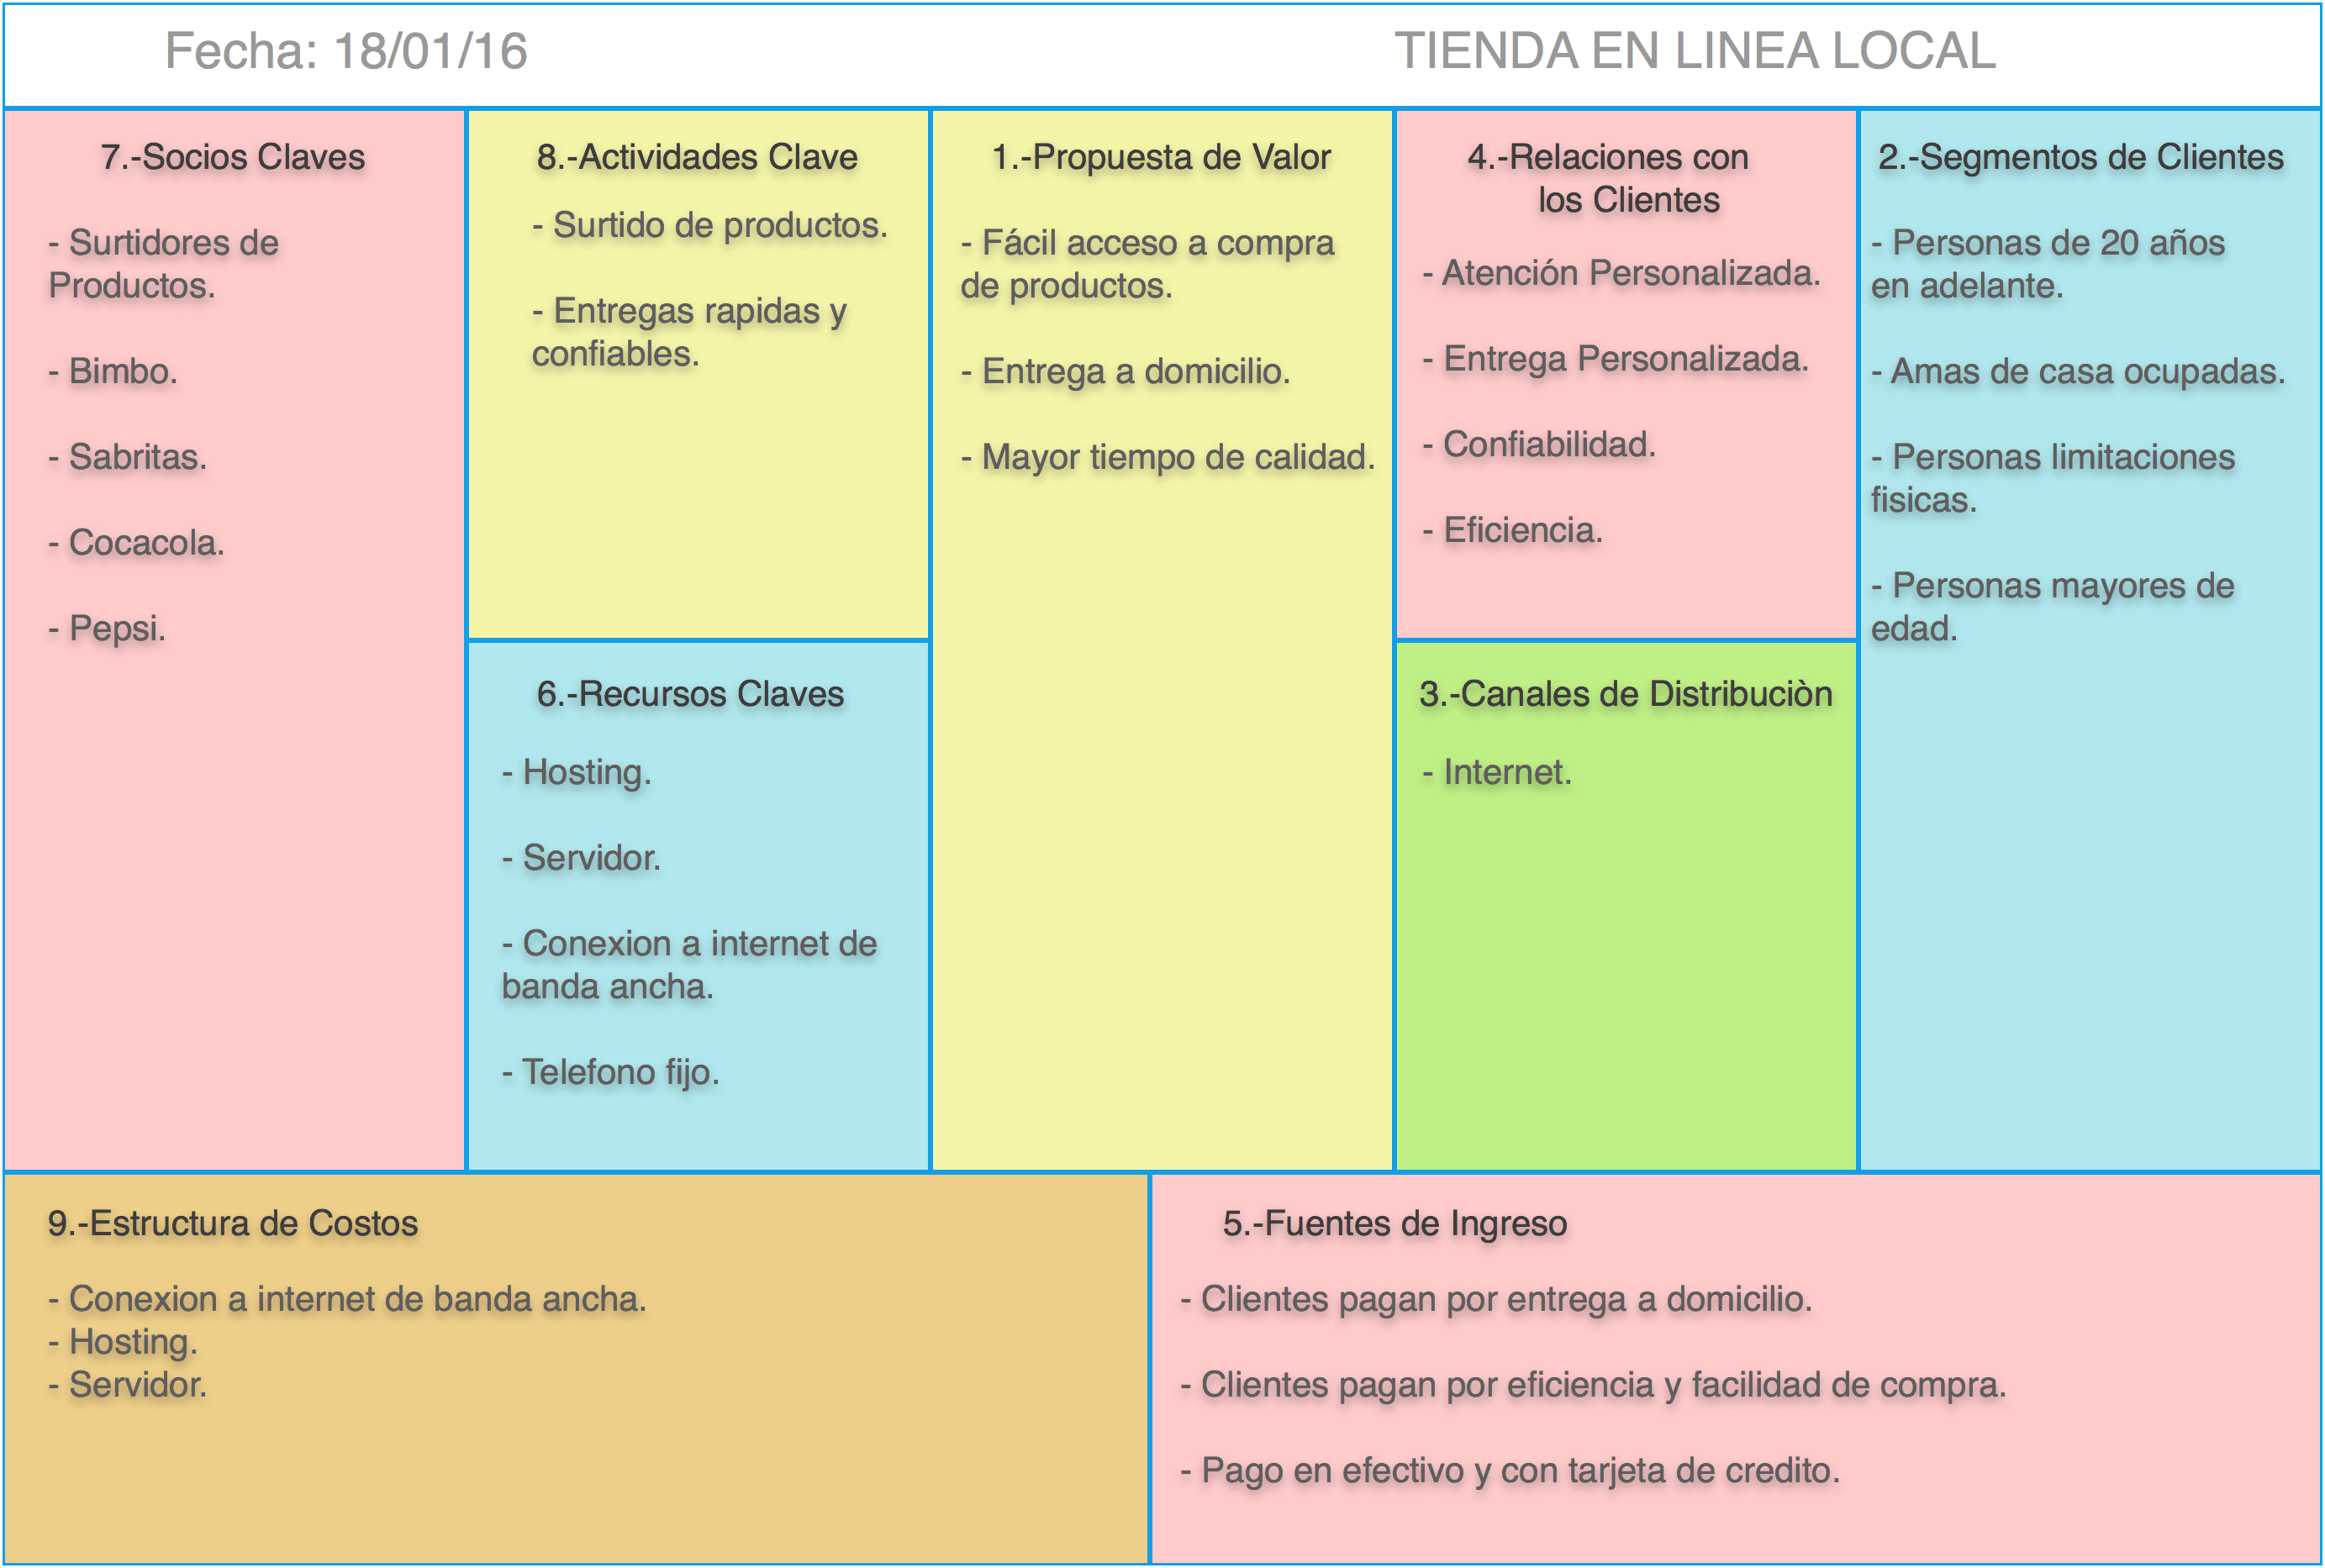 Fecha: 18/01/16
TIENDA EN LINEA LOCAL
7.-Socios Claves
- Surtidores de
Productos.
- Bimbo.
- Sabritas.
- Cocacola.
- Pepsi.
8.-Actividades Clave
- Surtido de productos.
- Entregas rapidas y
confiables.
6.-Recursos Claves
- Hosting.
- Servidor.
- Conexion a internet de
banda ancha.
- Telefono fijo.
1.-Propuesta de Valor
- Fácil acceso a compra
de productos.
- Entrega a domicilio.
- Mayor tiempo de calidad.
4.-Relaciones con
los Clientes
- Atención Personalizada.
- Entrega Personalizada.
- Confiabilidad.
- Eficiencia.
3.-Canales de Distribuciòn
- Internet.
2.-Segmentos de Clientes
- Personas de 20 años
en adelante.
- Amas de casa ocupadas.
- Personas limitaciones
fisicas.
- Personas mayores de
edad.
9.-Estructura de Costos
- Conexion a internet de banda ancha.
- Hosting.
- Servidor.
5.-Fuentes de Ingreso
- Clientes pagan por entrega a domicilio.
- Clientes pagan por eficiencia y facilidad de compra.
- Pago en efectivo y con tarjeta de credito.